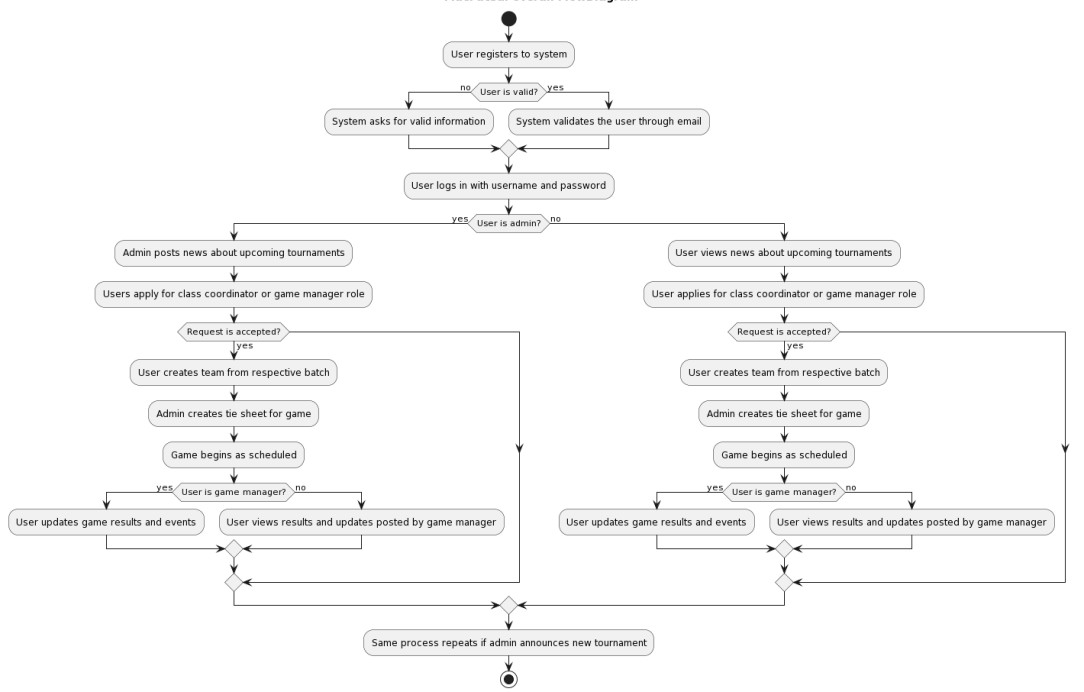 User registers to system
no
User is valid?
yes
System asks for valid information
System validates the user through email
User logs in with username and password
yes
User is admin?
no
Admin posts news about upcoming tournaments
User views news about upcoming tournaments
Users apply for class coordinator or game manager role
User applies for class coordinator or game manager role
Request is accepted?
Request is accepted?
yes
yes
User creates team from respective batch
User creates team from respective batch
Admin creates tie sheet for game
Admin creates tie sheet for game
Game begins as scheduled
Game begins as scheduled
yes
User is game manager?
no
yes
User is game manager?
no
User updates game results and events
User views results and updates posted by game manager
User updates game results and events
User views results and updates posted by game manager
Same process repeats if admin announces new tournament